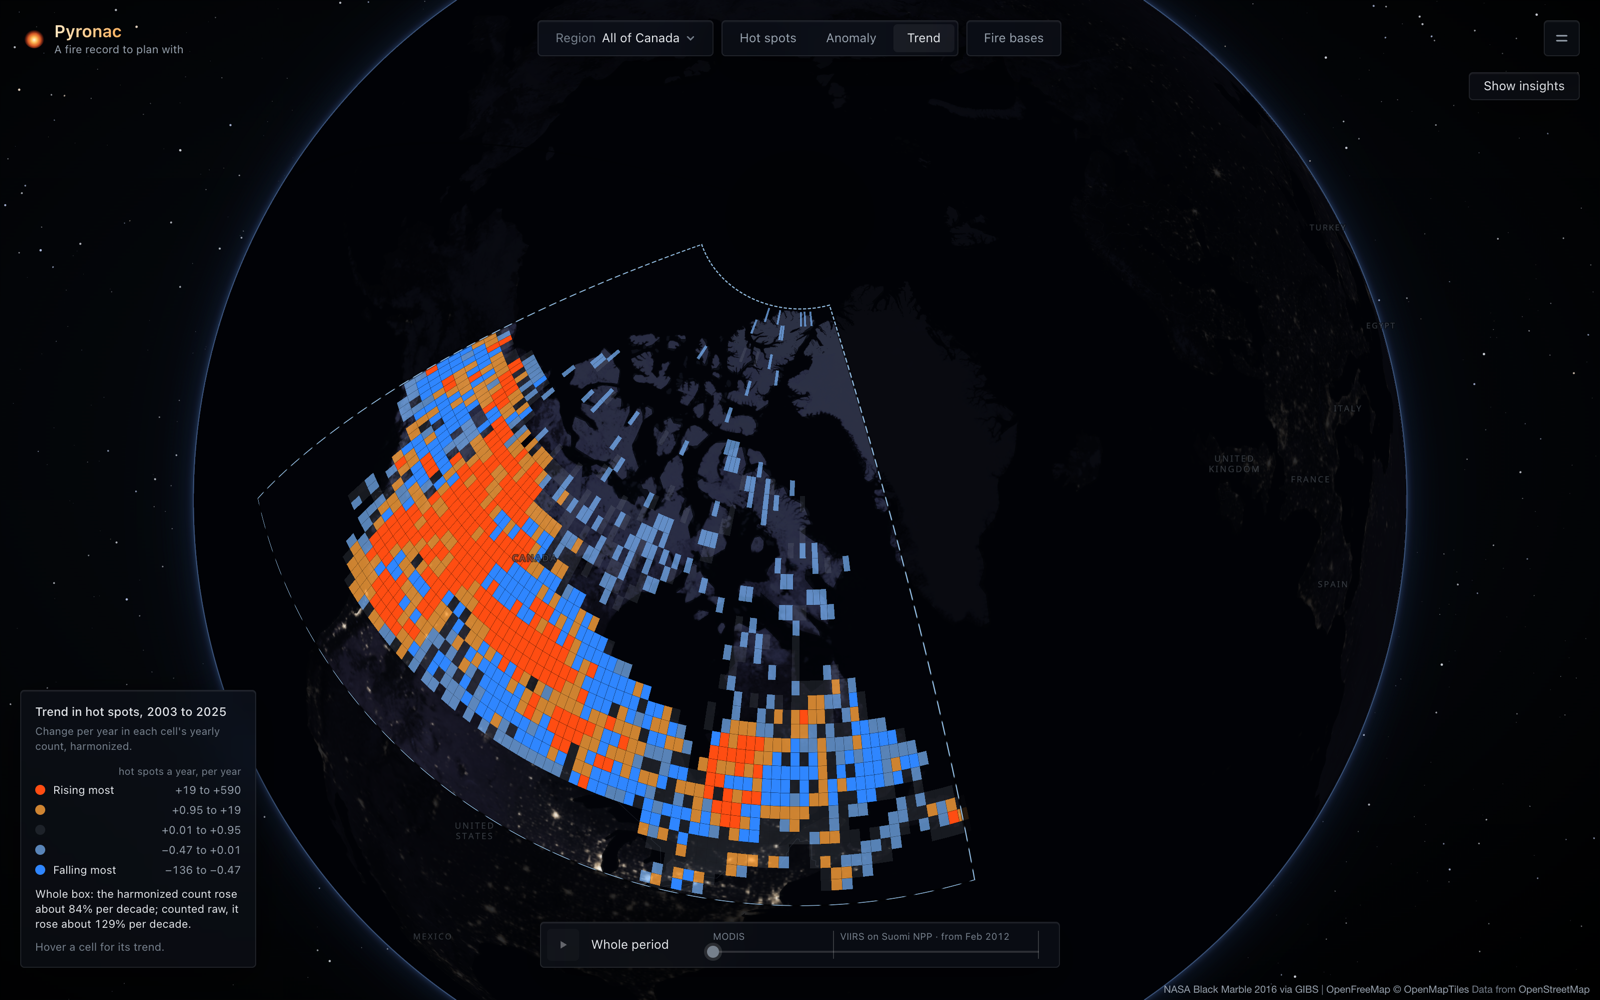 Pyronac
A fire record to plan with
Region All of Canada
Hot spots
Anomaly
Trend
Fire bases
Show insights
TURKEY
EGYPT
ITALY
UNITED
KINGDOM
FRANCE
SPAIN
CANADA
UNITED
STATES
MEXICO
Trend in hot spots, 2003 to 2025
Change per year in each cell's yearly
count, harmonized.
hot spots a year, per year
Rising most +19 to +590
+0.95 to +19
+0.01 to +0.95
−0.47 to +0.01
Falling most −136 to −0.47
Whole box: the harmonized count rose
about 84% per decade; counted raw, it
rose about 129% per decade.
Hover a cell for its trend.
Whole period
MODIS
VIIRS on Suomi NPP · from Feb 2012
NASA Black Marble 2016 via GIBS | OpenFreeMap © OpenMapTiles Data from OpenStreetMap